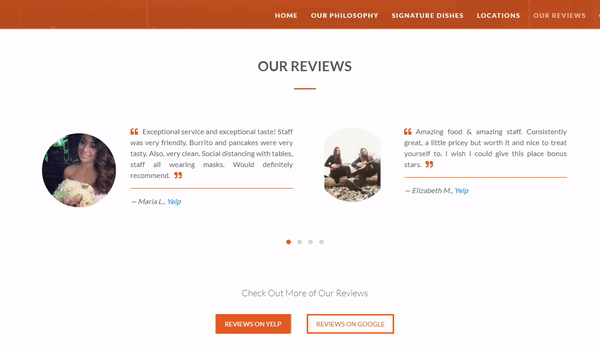 HOME OUR PHILOSOPHY SIGNATURE DISHES LOCATIONS OUR REVIEWS
OUR REVIEWS
“ Exceptional service and exceptional taste! Staff
was very friendly. Burrito and pancakes were very
tasty. Also, very clean. Social distancing with tables,
staff all wearing masks. Would definitely
recommend. ”
— Maria L., Yelp
“ Amazing food & amazing staff. Consistently
great, a little pricey but worth it and nice to treat
yourself to. I wish I could give this place bonus
stars. ”
— Elizabeth M., Yelp
Check Out More of Our Reviews
REVIEWS ON YELP REVIEWS ON GOOGLE